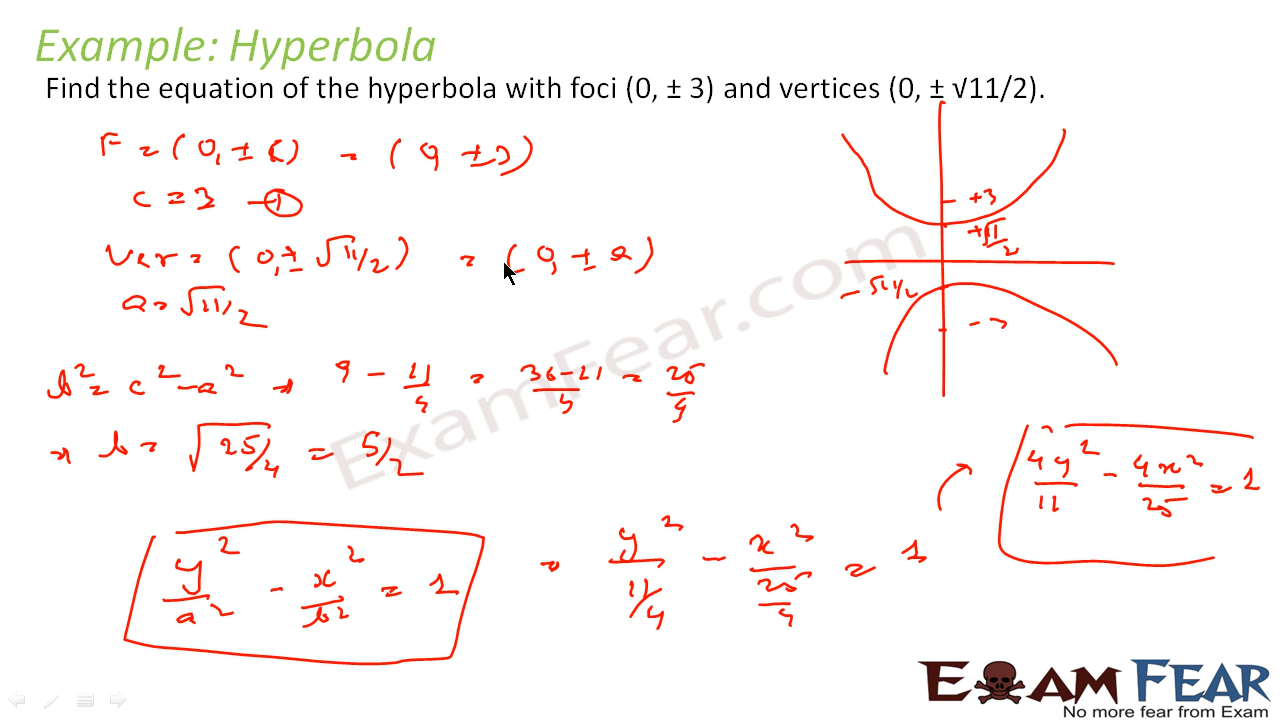 Example: Hyperbola
Find the equation of the hyperbola with foci (0, ± 3) and vertices (0, ± √11/2).
F = (0, ± c) = (0, ±3)
c = 3 —①
Ver = (0, ± √11/2) = (0, ± a)
a = √11/2
b² = c² - a² ⇒ 9 - 11/4 = 36-11/4 = 25/4
⇒ b = √25/4 = 5/2
y²/a² - x²/b² = 1 ⇒ y²/11/4 - x²/25/4 = 1
4y²/11 - 4x²/25 = 1
+3
+√11/2
- √11/2
- 3
ExamFear.com
EXAM FEAR
No more fear from Exam